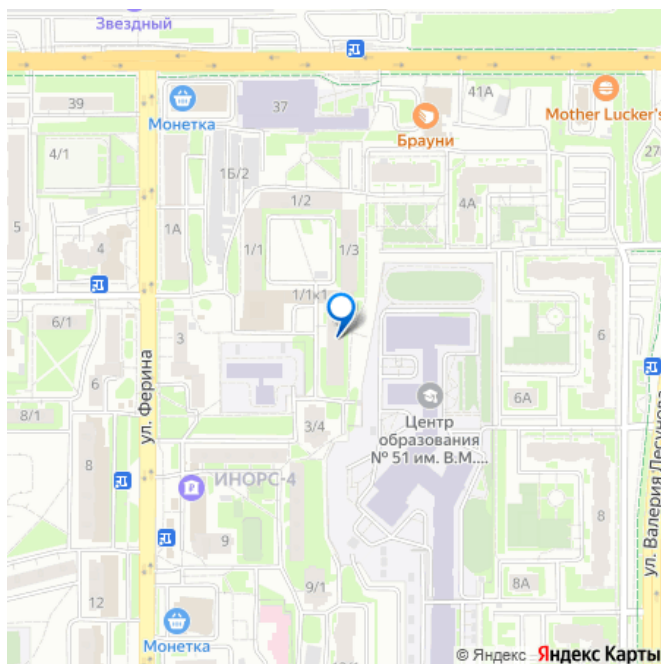 Звездный
39
Монетка
37
41А
Брауни
Mother Lucker's
27
4/1
1Б/2
1/2
4А
5
1А
4
1/1
1/3
1/1к1
6/1
3
6
6
6А
8/1
ул. Ферина
3/4
Центр
образования
№ 51 им. В.М....
8
ИНОРС-4
9
8
ул. Валерия Лесунова
12
9/1
8А
Монетка
© Яндекс Яндекс Карты